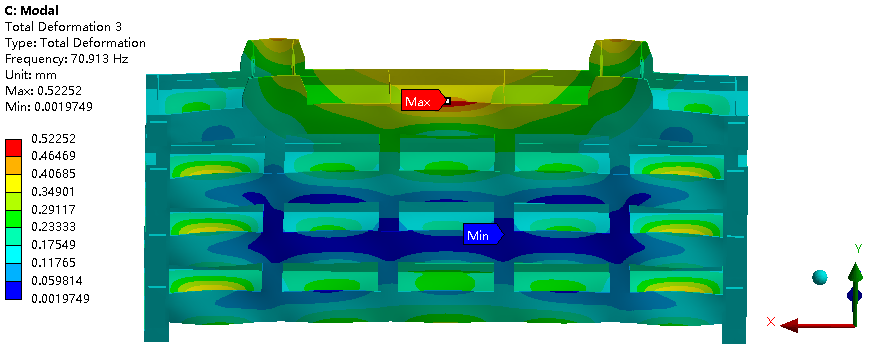 C: Modal
Total Deformation 3
Type: Total Deformation
Frequency: 70.913 Hz
Unit: mm
Max: 0.52252
Min: 0.0019749
0.52252
0.46469
0.40685
0.34901
0.29117
0.23333
0.17549
0.11765
0.059814
0.0019749
Max
Min
Y
X